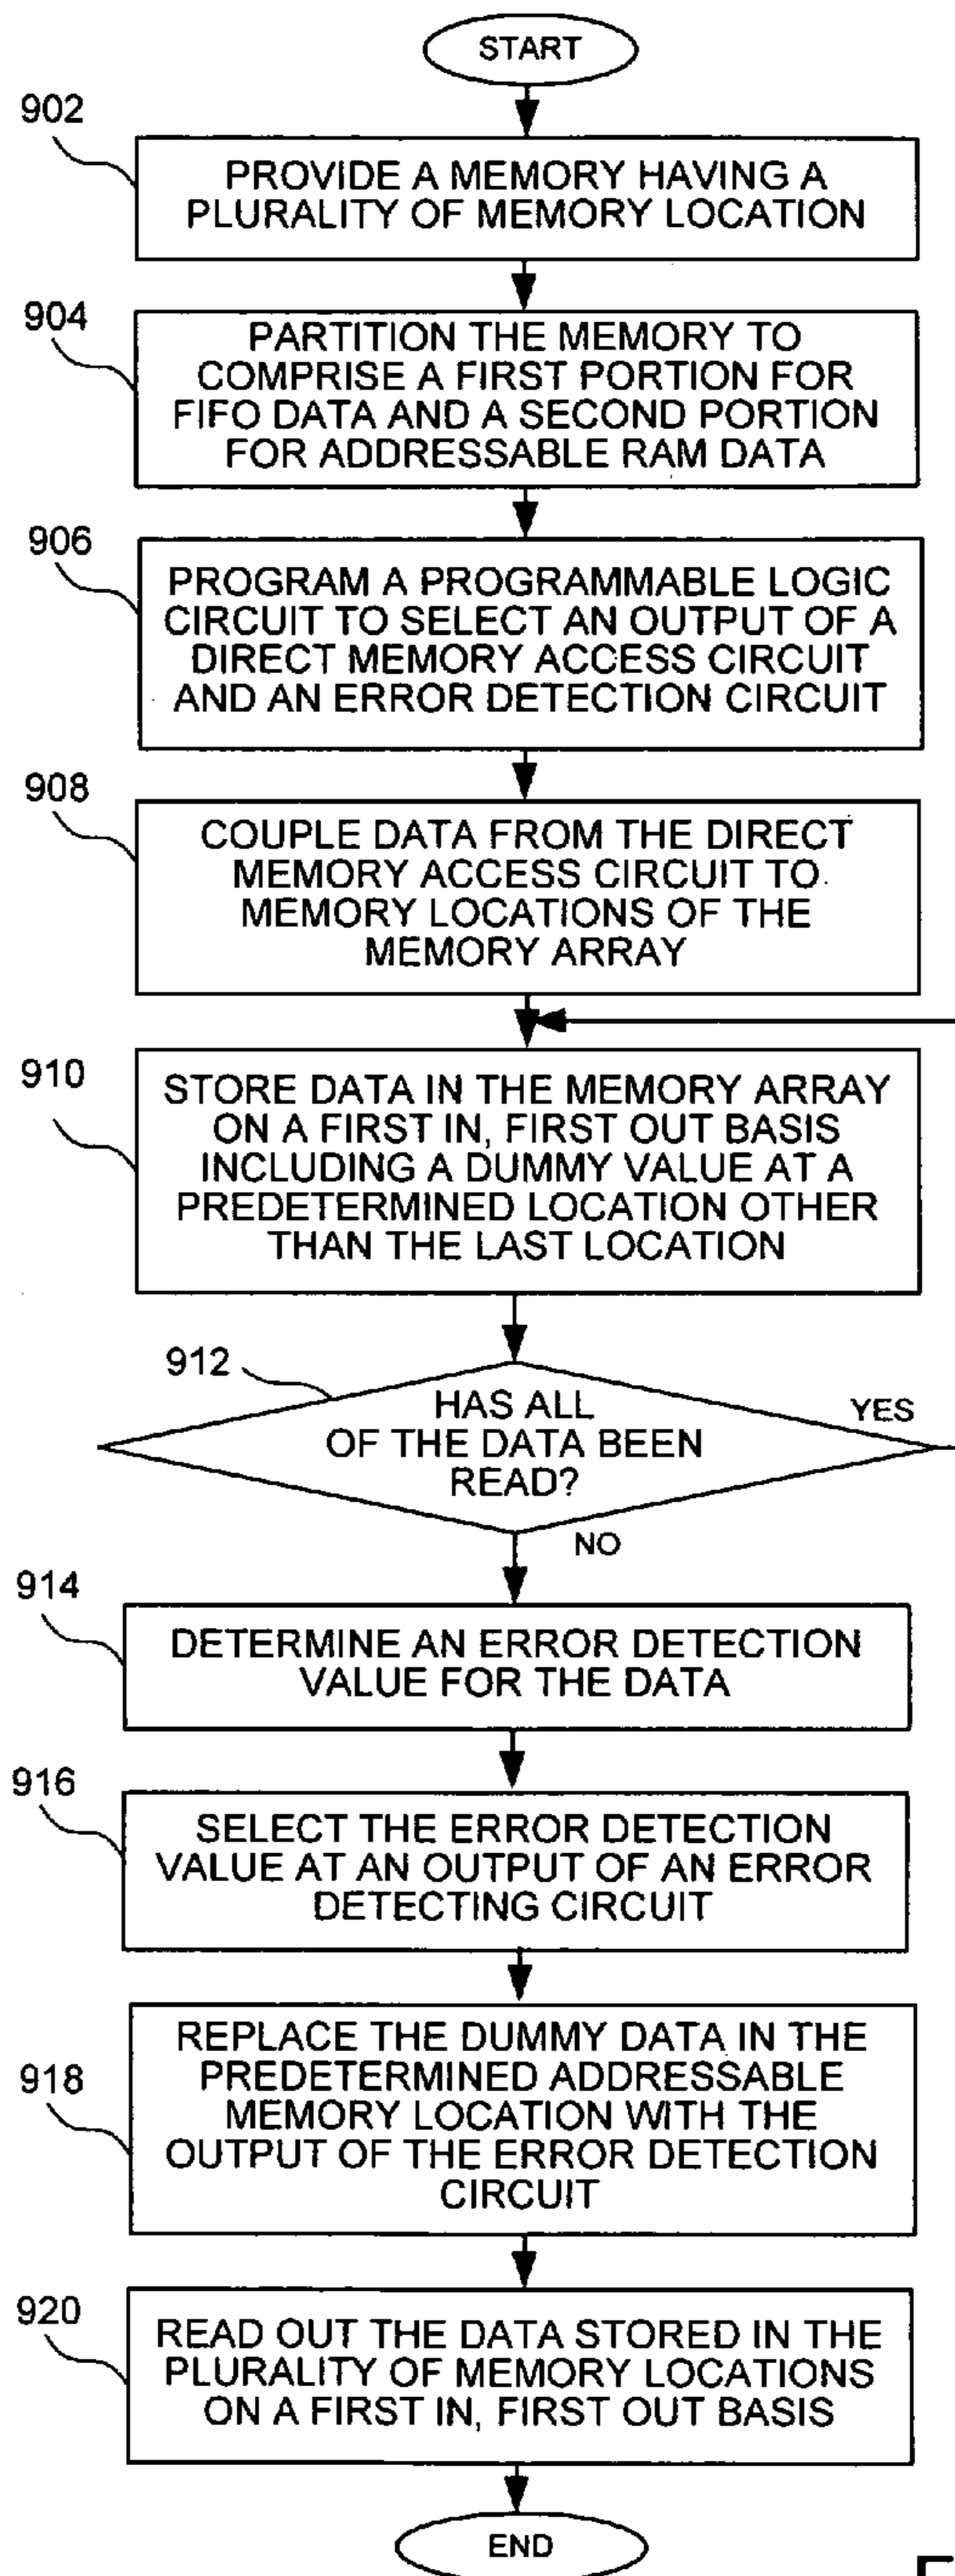 START
902
PROVIDE A MEMORY HAVING A
PLURALITY OF MEMORY LOCATION
904
PARTITION THE MEMORY TO
COMPRISE A FIRST PORTION FOR
FIFO DATA AND A SECOND PORTION
FOR ADDRESSABLE RAM DATA
906
PROGRAM A PROGRAMMABLE LOGIC
CIRCUIT TO SELECT AN OUTPUT OF A
DIRECT MEMORY ACCESS CIRCUIT
AND AN ERROR DETECTION CIRCUIT
908
COUPLE DATA FROM THE DIRECT
MEMORY ACCESS CIRCUIT TO
MEMORY LOCATIONS OF THE
MEMORY ARRAY
910
STORE DATA IN THE MEMORY ARRAY
ON A FIRST IN, FIRST OUT BASIS
INCLUDING A DUMMY VALUE AT A
PREDETERMINED LOCATION OTHER
THAN THE LAST LOCATION
912
HAS ALL
OF THE DATA BEEN
READ?
YES
NO
914
DETERMINE AN ERROR DETECTION
VALUE FOR THE DATA
916
SELECT THE ERROR DETECTION
VALUE AT AN OUTPUT OF AN ERROR
DETECTING CIRCUIT
918
REPLACE THE DUMMY DATA IN THE
PREDETERMINED ADDRESSABLE
MEMORY LOCATION WITH THE
OUTPUT OF THE ERROR DETECTION
CIRCUIT
920
READ OUT THE DATA STORED IN THE
PLURALITY OF MEMORY LOCATIONS
ON A FIRST IN, FIRST OUT BASIS
END